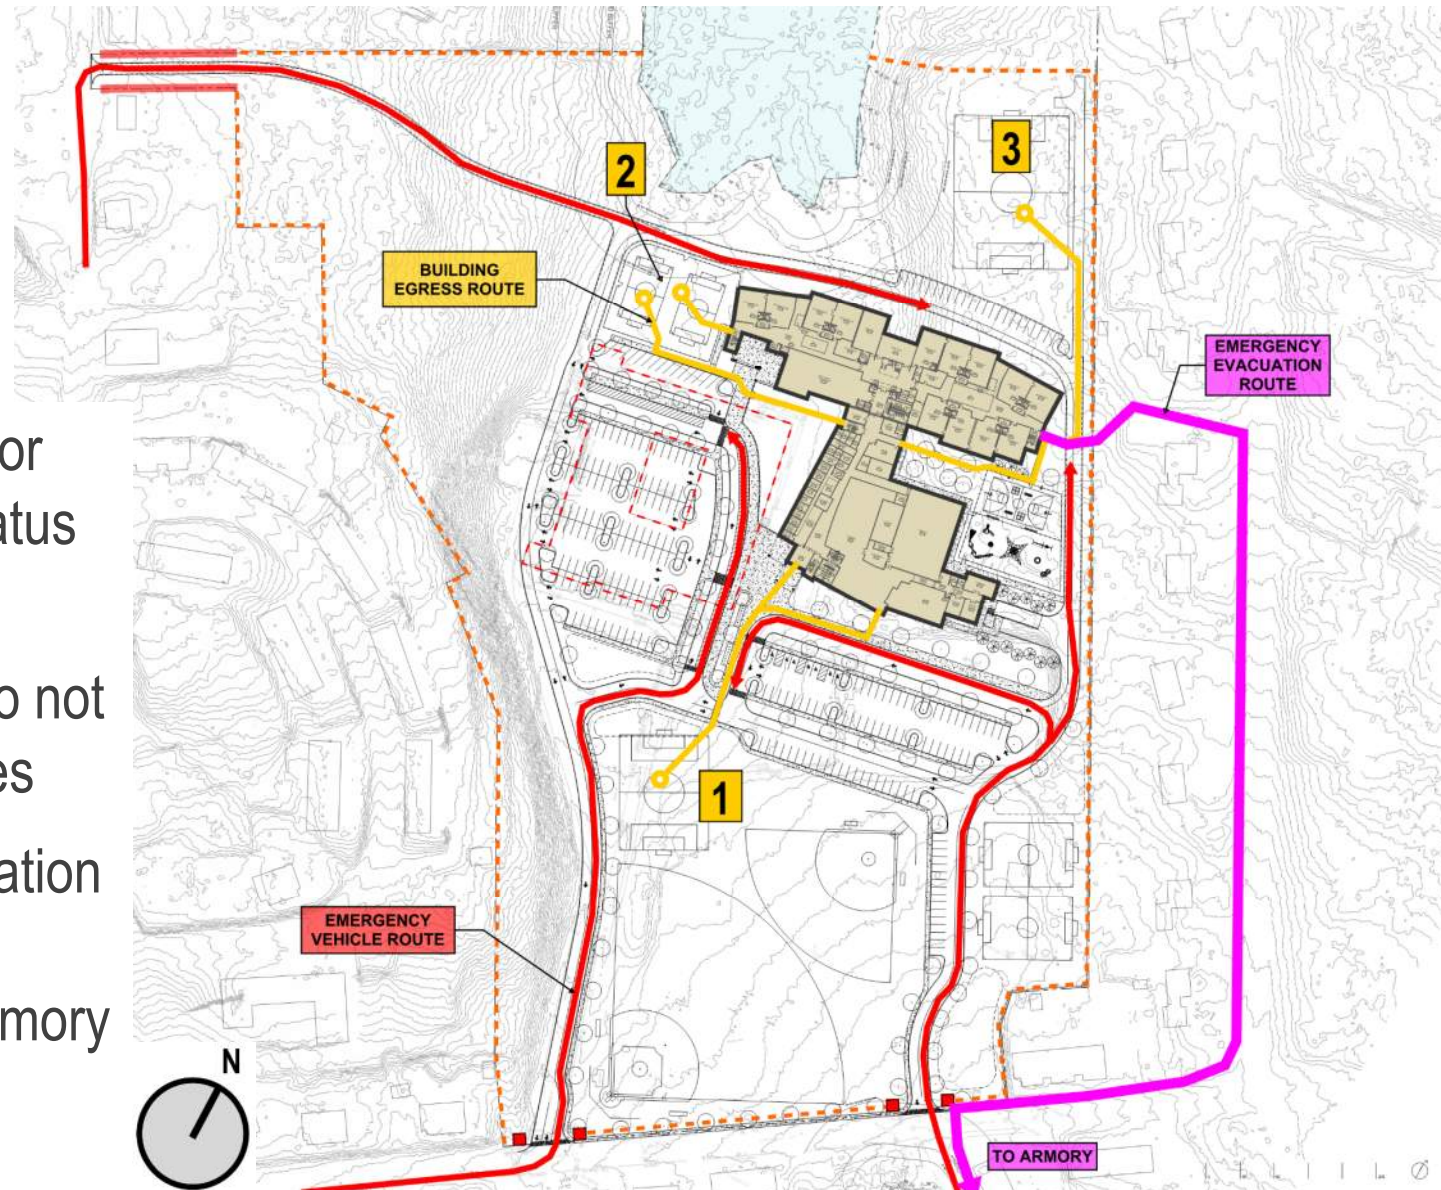 2
3
BUILDING
EGRESS ROUTE
EMERGENCY
EVACUATION
ROUTE
or
atus
o not
es
1
ation
EMERGENCY
VEHICLE ROUTE
mory
N
TO ARMORY